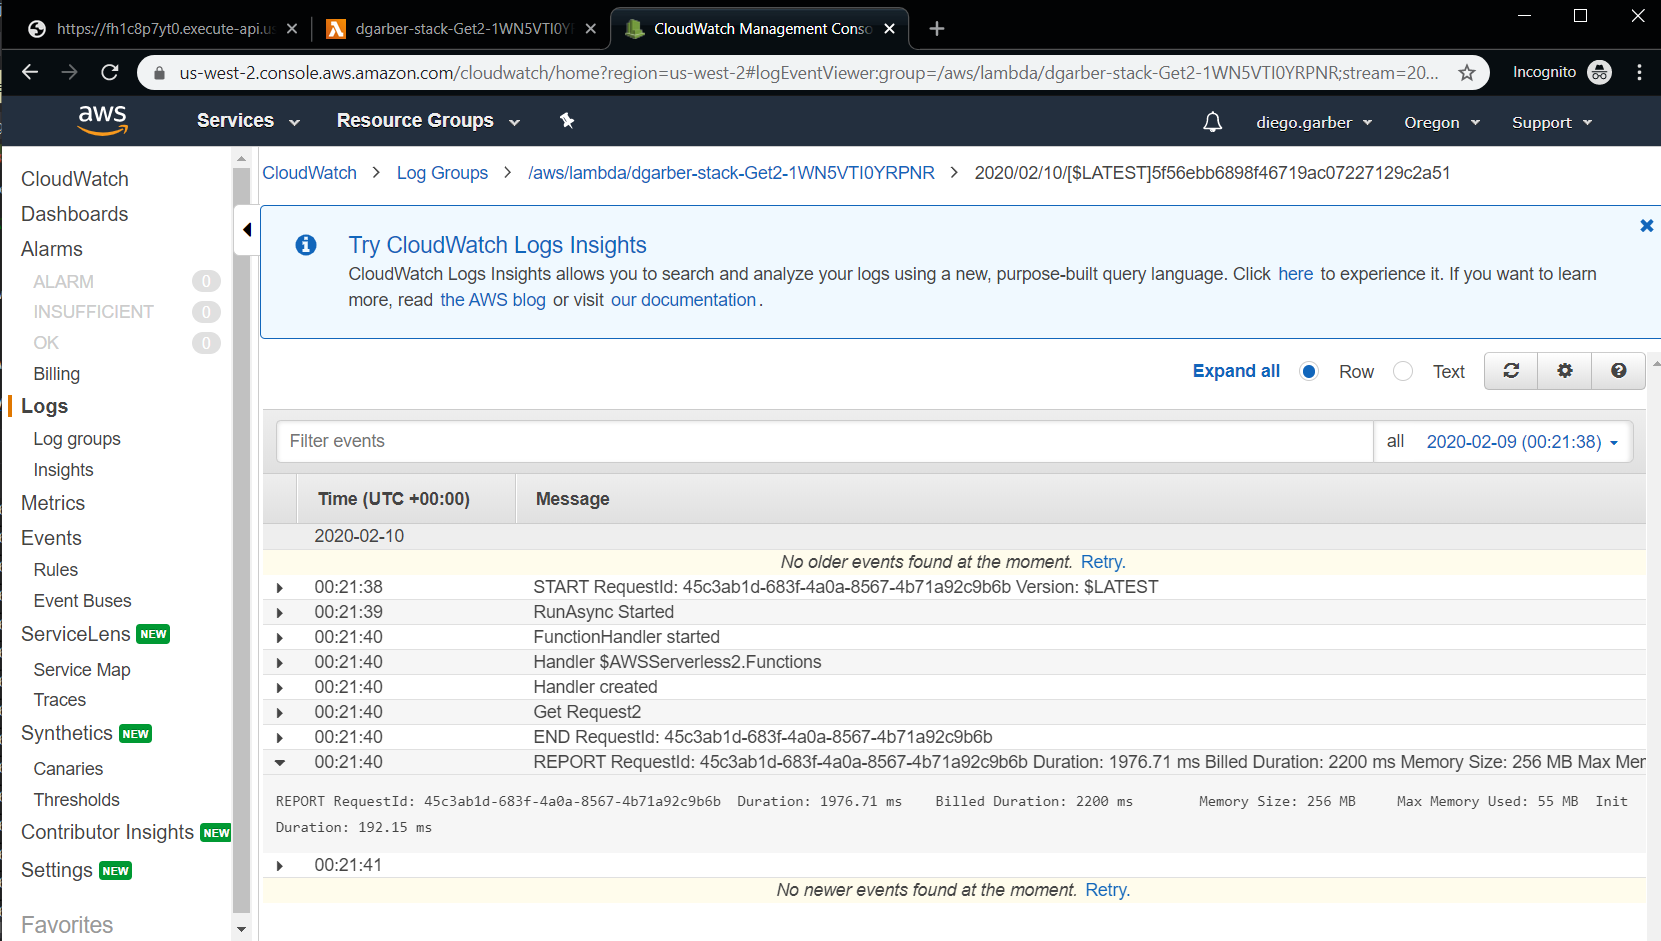 https://fh1c8p7yt0.execute-api.us
dgarber-stack-Get2-1WN5VTI0Y
CloudWatch Management Conso
us-west-2.console.aws.amazon.com/cloudwatch/home?region=us-west-2#logEventViewer:group=/aws/lambda/dgarber-stack-Get2-1WN5VTI0YRPNR;stream=20...
Incognito
aws
Services
Resource Groups
diego.garber
Oregon
Support
CloudWatch
Dashboards
Alarms
ALARM 0
INSUFFICIENT 0
OK 0
Billing
Logs
Log groups
Insights
Metrics
Events
Rules
Event Buses
ServiceLens NEW
Service Map
Traces
Synthetics NEW
Canaries
Thresholds
Contributor Insights NEW
Settings NEW
Favorites
CloudWatch > Log Groups > /aws/lambda/dgarber-stack-Get2-1WN5VTI0YRPNR > 2020/02/10/[$LATEST]5f56ebb6898f46719ac07227129c2a51
Try CloudWatch Logs Insights
CloudWatch Logs Insights allows you to search and analyze your logs using a new, purpose-built query language. Click here to experience it. If you want to learn
more, read the AWS blog or visit our documentation.
Expand all Row Text
Filter events
all 2020-02-09 (00:21:38)
Time (UTC +00:00) Message
2020-02-10
No older events found at the moment. Retry.
00:21:38 START RequestId: 45c3ab1d-683f-4a0a-8567-4b71a92c9b6b Version: $LATEST
00:21:39 RunAsync Started
00:21:40 FunctionHandler started
00:21:40 Handler $AWSServerless2.Functions
00:21:40 Handler created
00:21:40 Get Request2
00:21:40 END RequestId: 45c3ab1d-683f-4a0a-8567-4b71a92c9b6b
00:21:40 REPORT RequestId: 45c3ab1d-683f-4a0a-8567-4b71a92c9b6b Duration: 1976.71 ms Billed Duration: 2200 ms Memory Size: 256 MB Max Mer
REPORT RequestId: 45c3ab1d-683f-4a0a-8567-4b71a92c9b6b Duration: 1976.71 ms Billed Duration: 2200 ms Memory Size: 256 MB Max Memory Used: 55 MB Init
Duration: 192.15 ms
00:21:41
No newer events found at the moment. Retry.